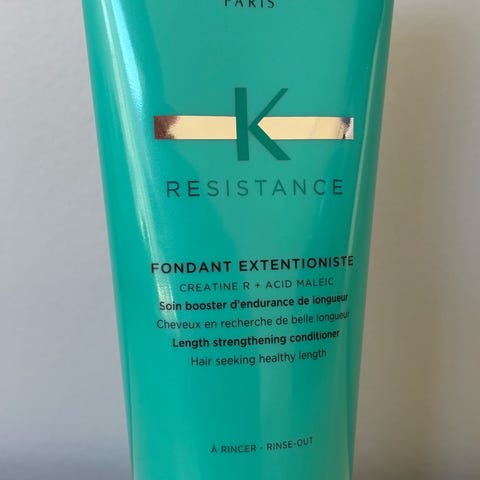 PARIS
K
RESISTANCE
FONDANT EXTENTIONISTE
CREATINE R + ACID MALEIC
Soin booster d'endurance de longueur
Cheveux en recherche de belle longueur
Length strengthening conditioner
Hair seeking healthy length
À RINCER - RINSE-OUT